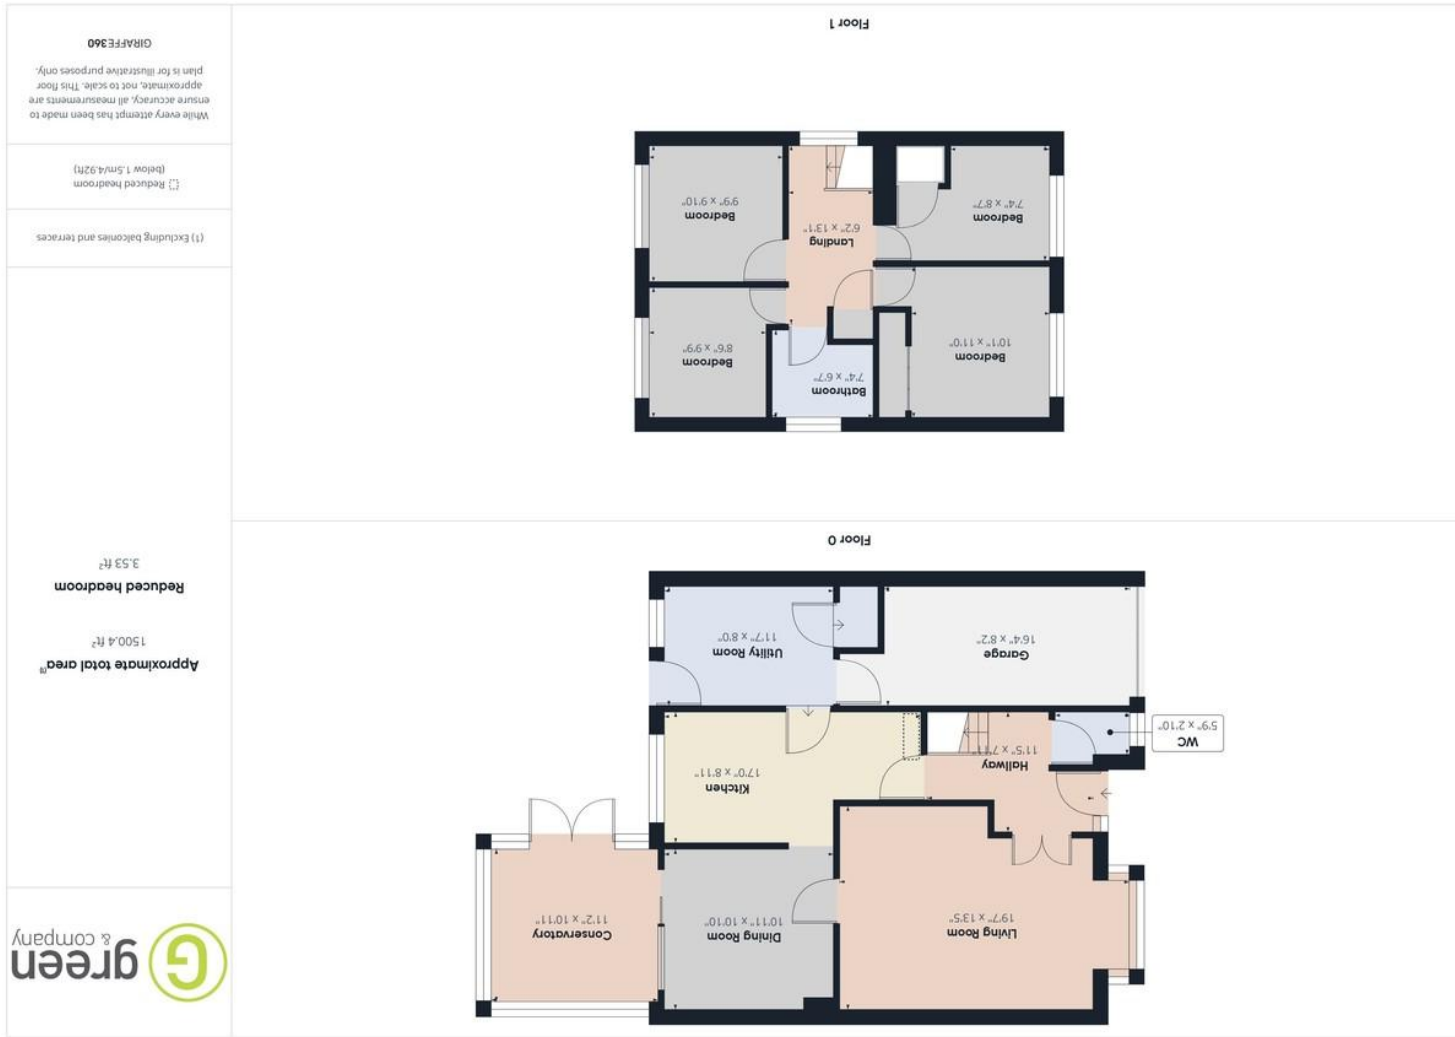 Living Room
19'7" x 13'5"
Dining Room
10'11" x 10'10"
Conservatory
11'2" x 10'11"
Kitchen
17'0" x 8'11"
Hallway
11'5" x 7'11"
WC
5'9" x 2'10"
Garage
16'4" x 8'2"
Utility Room
11'7" x 8'0"
Floor 0
Bedroom
10'1" x 11'0"
Bathroom
7'4" x 6'7"
Bedroom
8'6" x 9'9"
Bedroom
7'4" x 8'7"
Landing
6'2" x 13'1"
Bedroom
9'9" x 9'10"
Floor 1
G green
& company
Approximate total area⁽¹⁾
1500.4 ft²
Reduced headroom
3.53 ft²
(1) Excluding balconies and terraces
Reduced headroom
(below 1.5m/4.92ft)
While every attempt has been made to
ensure accuracy, all measurements are
approximate, not to scale. This floor
plan is for illustrative purposes only.
GIRAFFE360